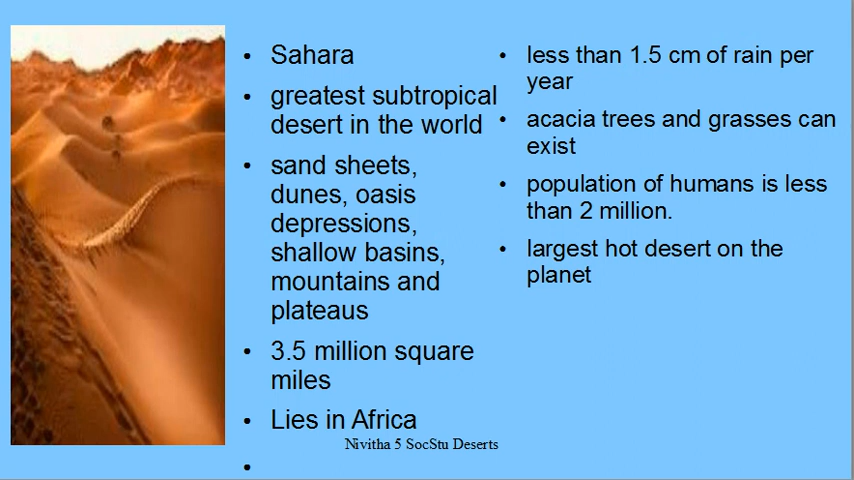 • Sahara
• greatest subtropical
desert in the world
• sand sheets,
dunes, oasis
depressions,
shallow basins,
mountains and
plateaus
• 3.5 million square
miles
• Lies in Africa
•
• less than 1.5 cm of rain per
year
• acacia trees and grasses can
exist
• population of humans is less
than 2 million.
• largest hot desert on the
planet
Nivitha 5 SocStu Deserts